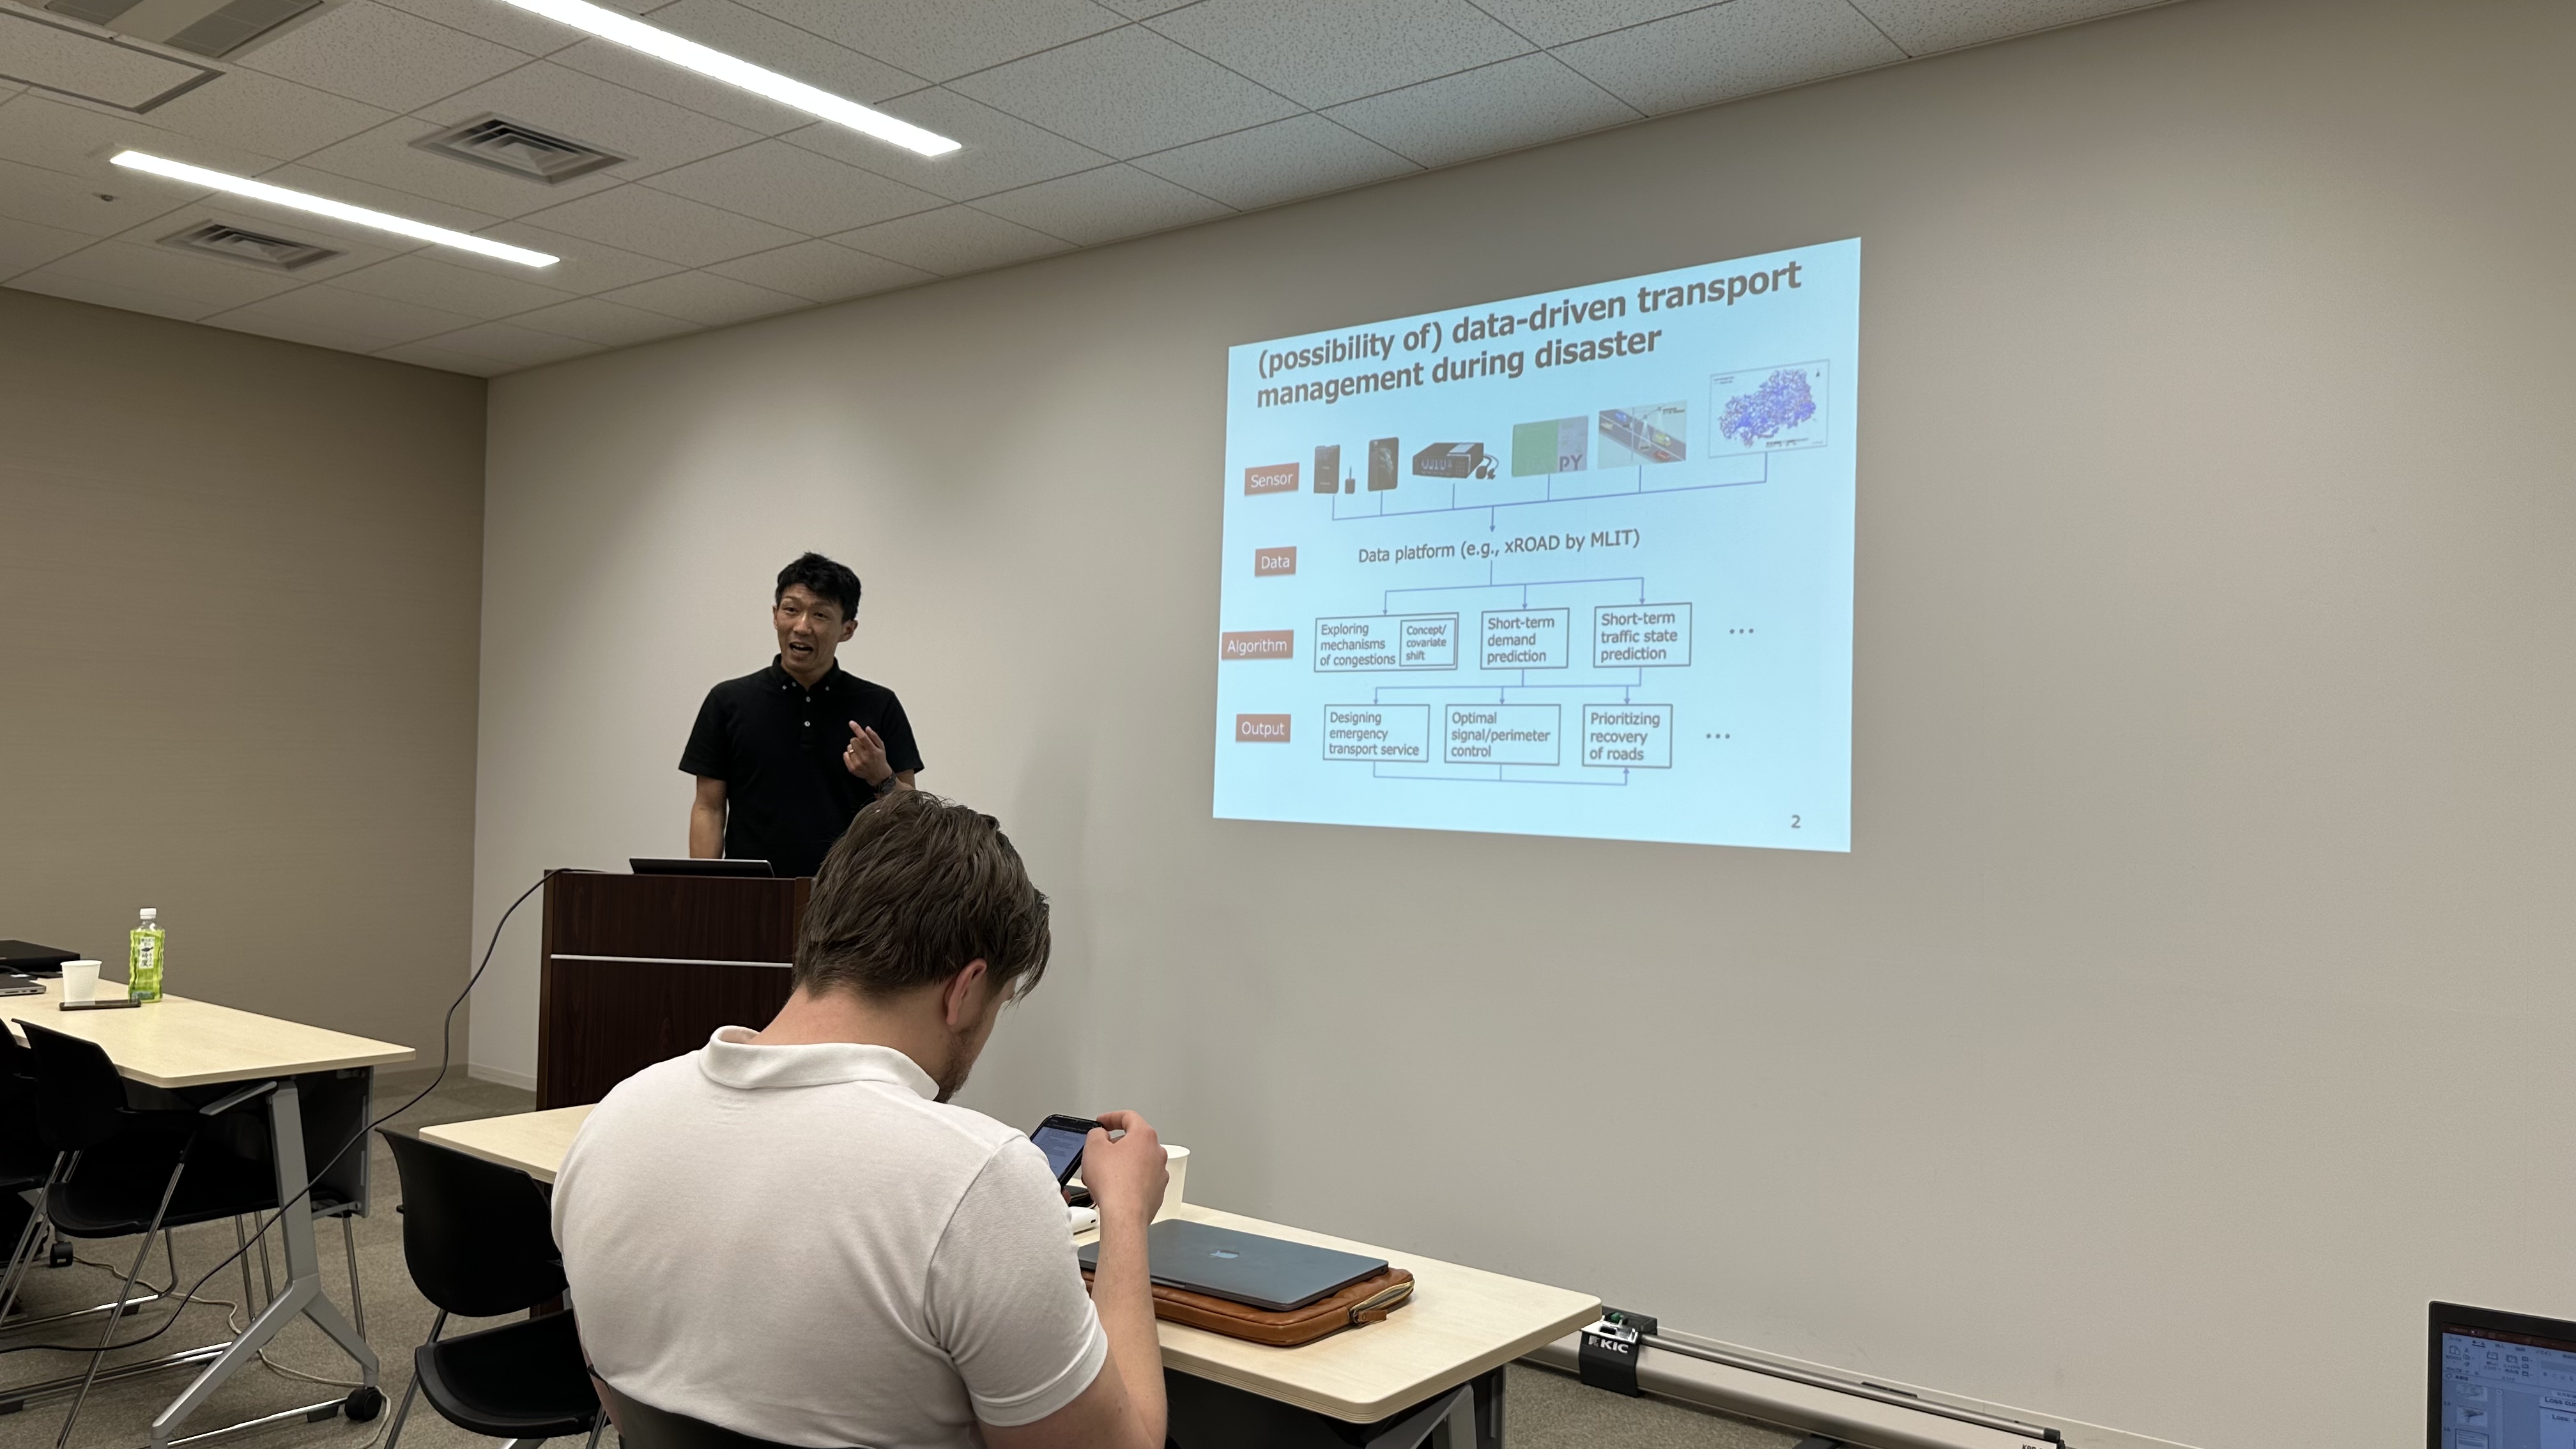 (possibility of) data-driven transport
management during disaster
Sensor
PY
Data
Data platform (e.g., xROAD by MLIT)
Algorithm
Exploring
mechanisms
of congestions
Concept/
covariate
shift
Short-term
demand
prediction
Short-term
traffic state
prediction
...
Output
Designing
emergency
transport service
Optimal
signal/perimeter
control
Prioritizing
recovery
of roads
...
2
KIC